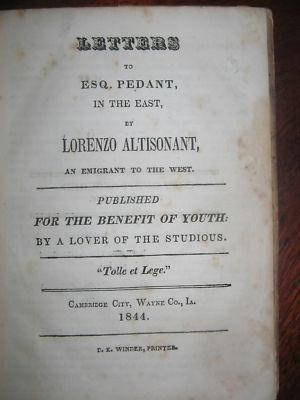 LETTERS
TO
ESQ. PEDANT,
IN THE EAST,
BY
LORENZO ALTISONANT,
AN EMIGRANT TO THE WEST.
PUBLISHED
FOR THE BENEFIT OF YOUTH:
BY A LOVER OF THE STUDIOUS.
"Tolle et Lege."
CAMBRIDGE CITY, WAYNE CO., IA.
1844.
D. K. WINDER, PRINTER.